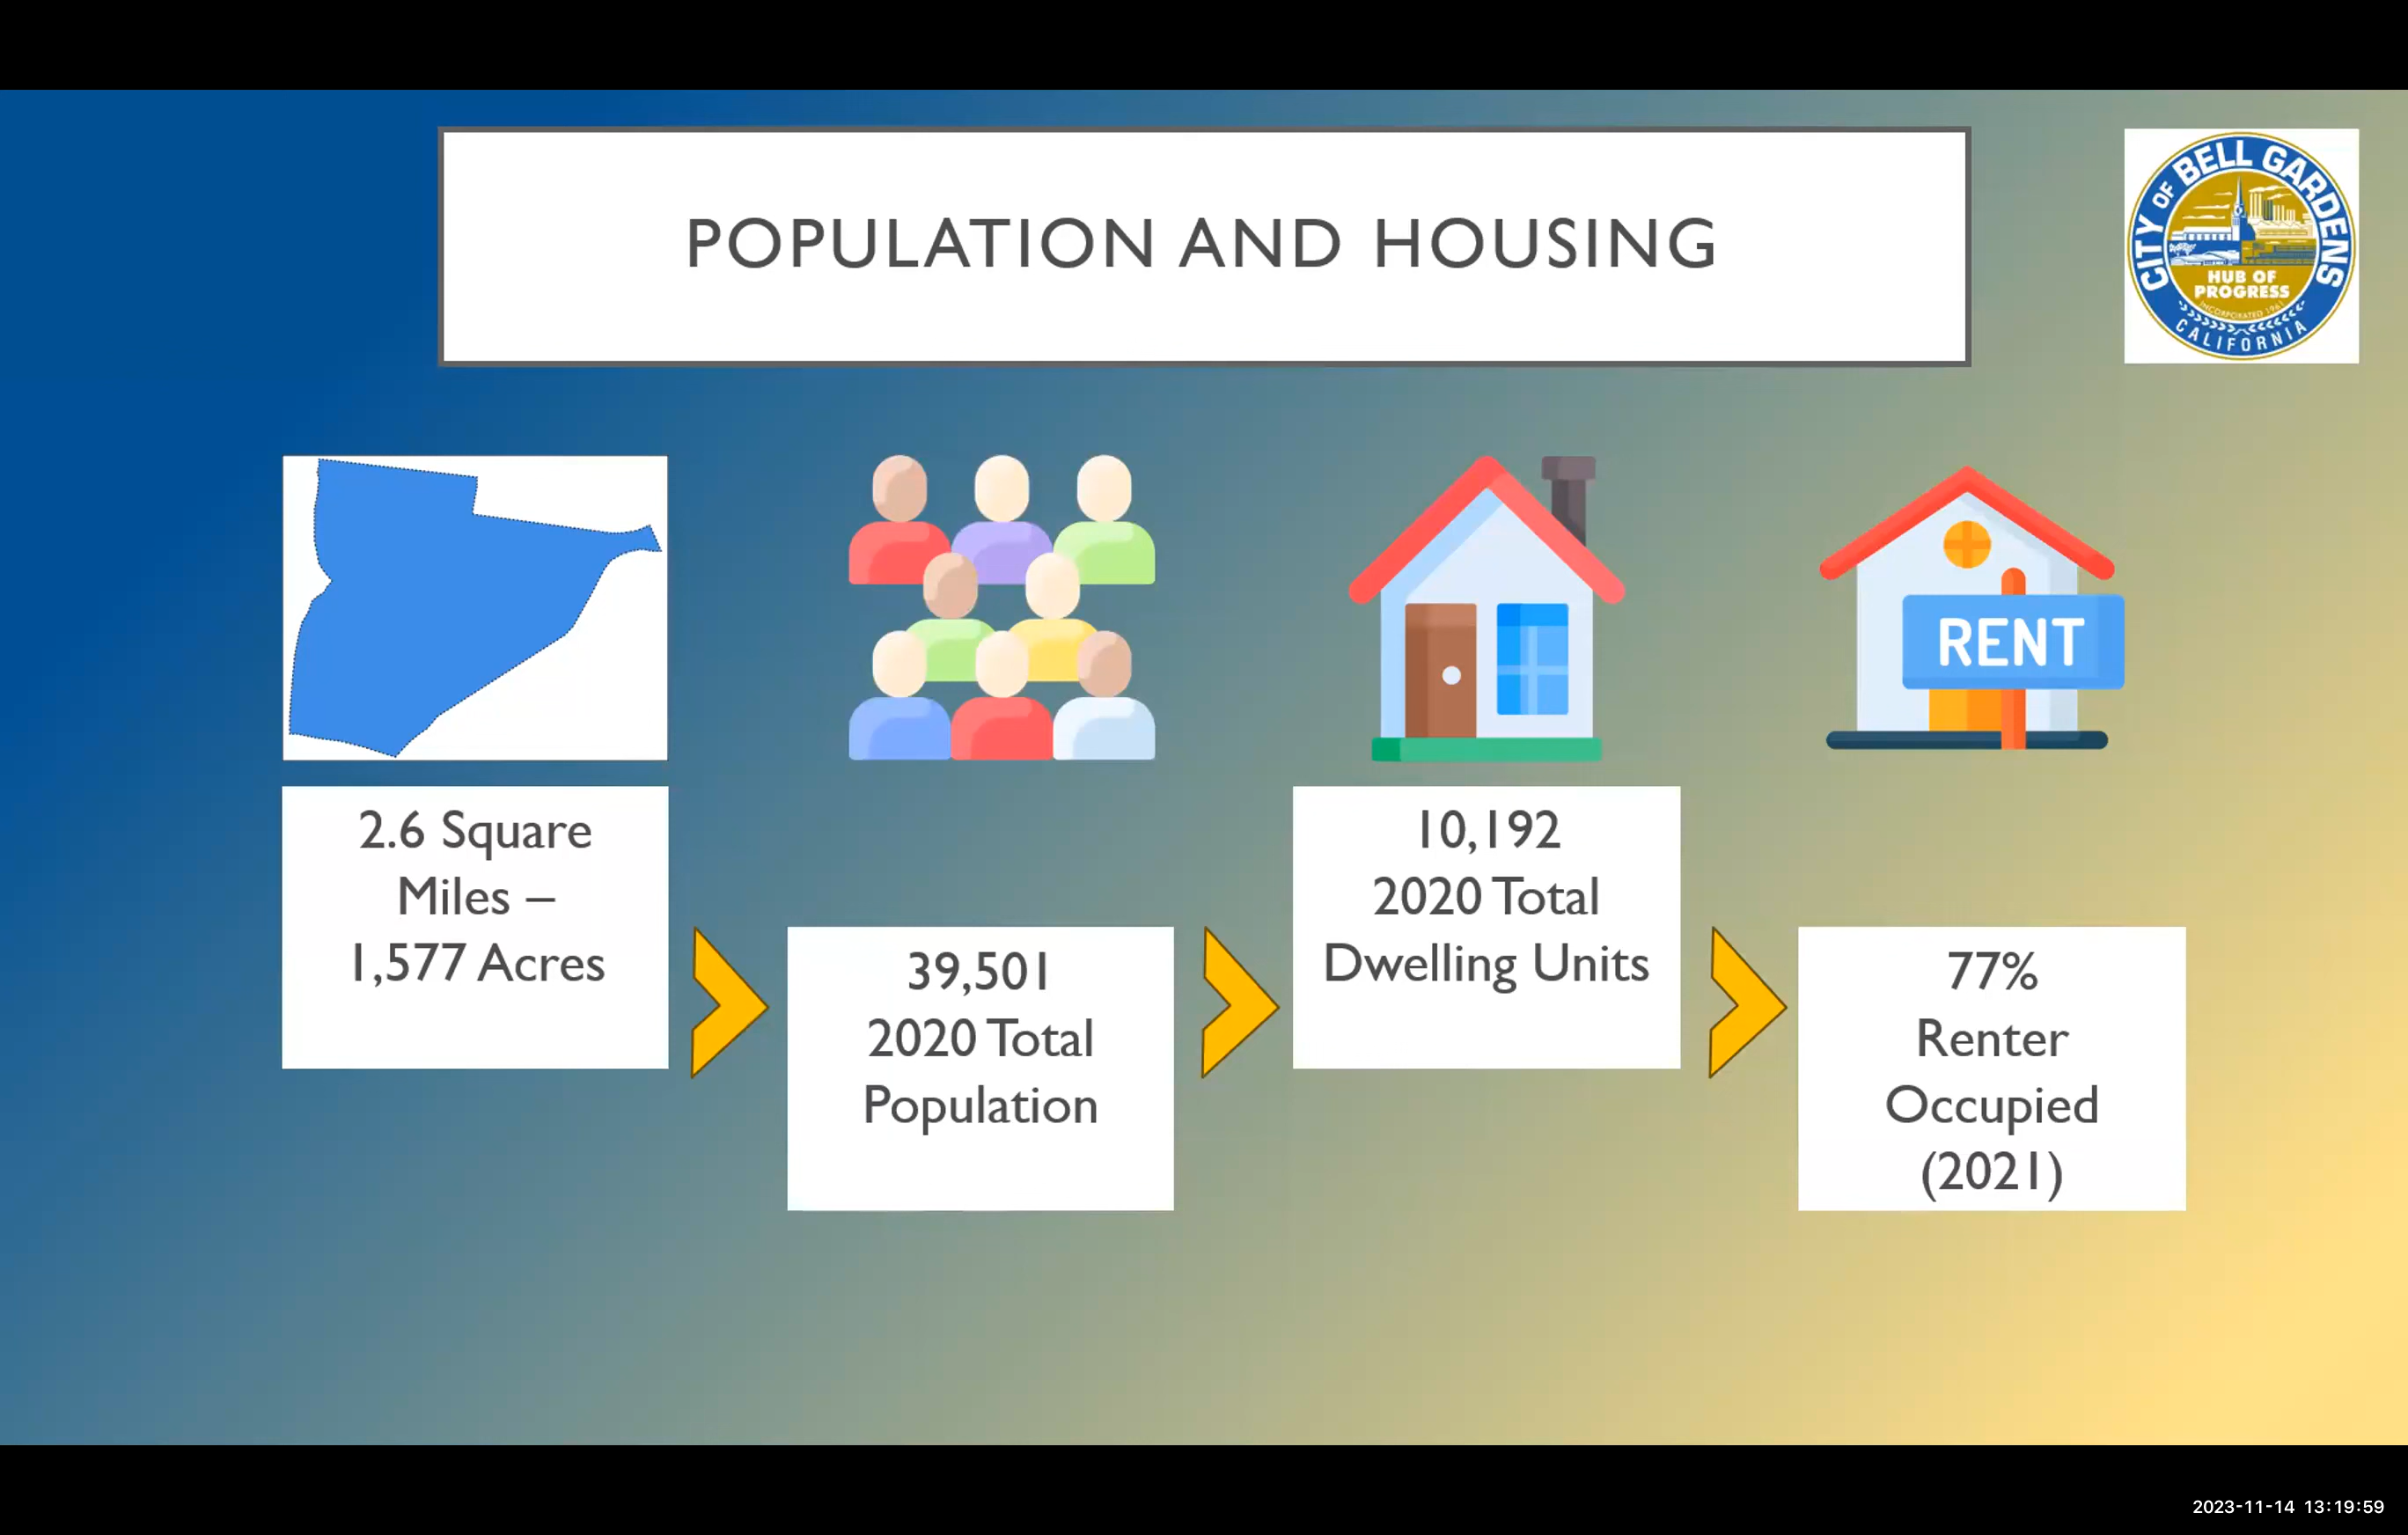 POPULATION AND HOUSING
CITY OF BELL GARDENS
HUB OF
PROGRESS
INCORPORATED 1961
CALIFORNIA
RENT
2.6 Square
Miles –
1,577 Acres
39,501
2020 Total
Population
10,192
2020 Total
Dwelling Units
77%
Renter
Occupied
(2021)
2023-11-14 13:19:59